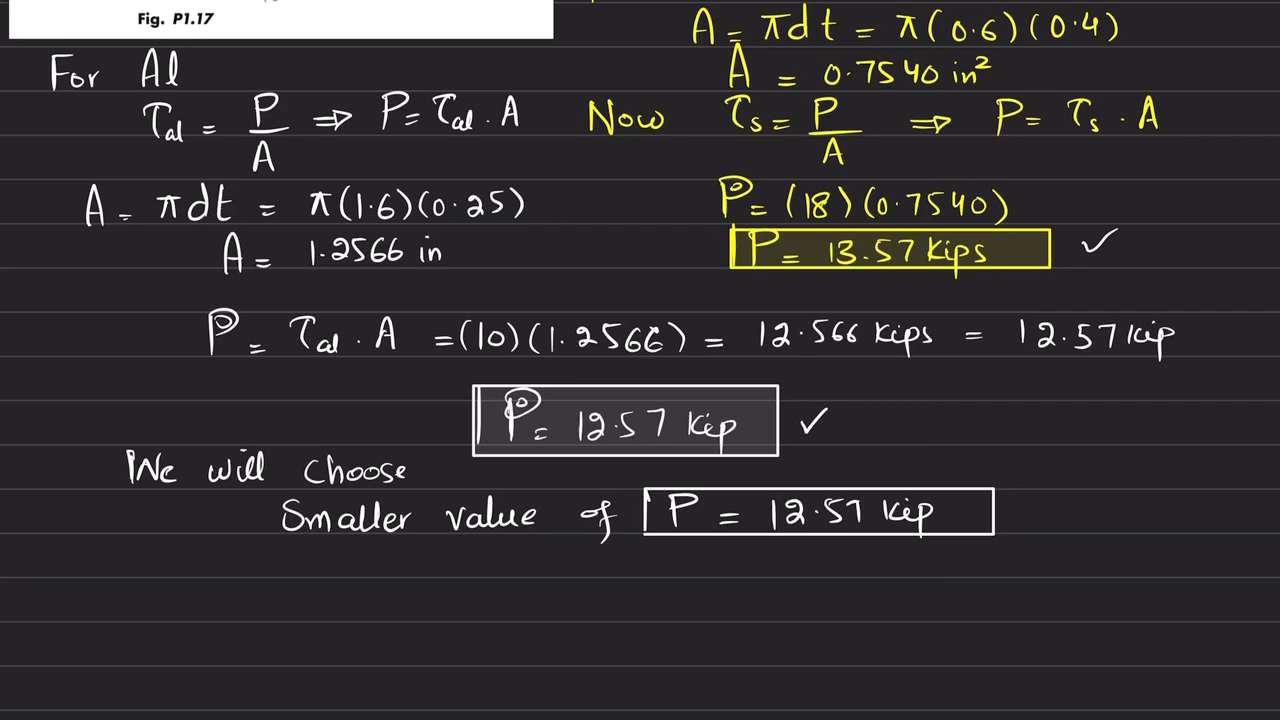 Fig. P1.17
A = πdt = π(0.6)(0.4)
A = 0.7540 in²
For Al
τal = P/A ⇒ P = τal . A
Now τs = P/A ⇒ P = τs . A
A = πdt = π(1.6)(0.25)
A = 1.2566 in
P = (18)(0.7540)
P = 13.57 Kips ✓
P = τal . A = (10)(1.2566) = 12.566 Kips = 12.57 kip
P = 12.57 Kip ✓
We will choose
Smaller value of P = 12.57 kip